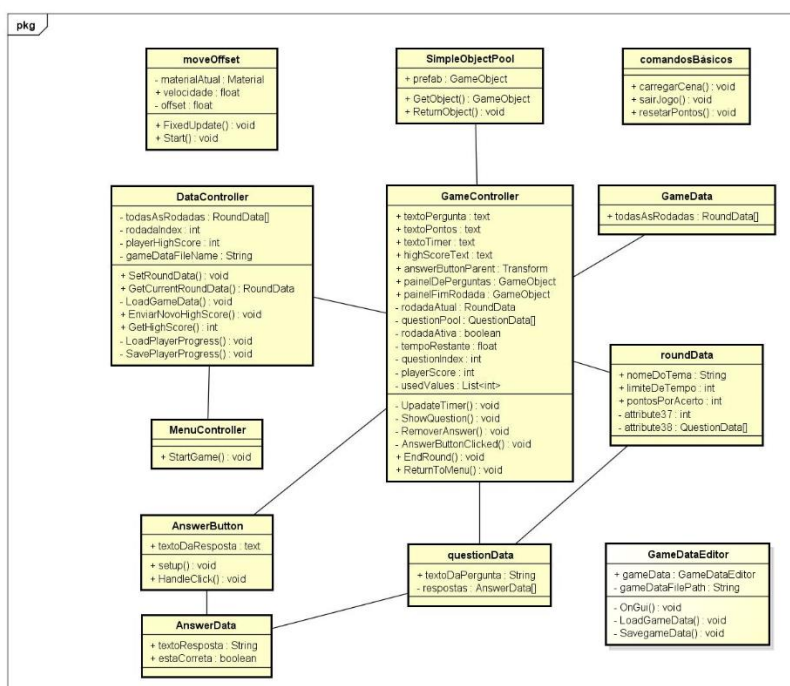 pkg
moveOffset
- materialAtual : Material
+ velocidade : float
- offset : float
+ FixedUpdate() : void
+ Start() : void
SimpleObjectPool
+ prefab : GameObject
+ GetObject() : GameObject
+ ReturnObject() : void
comandosBásicos
+ carregarCena() : void
+ sairJogo() : void
+ resetarPontos() : void
DataController
- todasAsRodadas : RoundData[]
- rodadaIndex : int
- playerHighScore : int
- gameDataFileName : String
+ SetRoundData() : void
+ GetCurrentRoundData() : RoundData
- LoadGameData() : void
+ EnviarNovoHighScore() : void
+ GetHighScore() : int
- LoadPlayerProgress() : void
- SavePlayerProgress() : void
GameController
+ textoPergunta : text
+ textoPontos : text
+ textoTimer : text
+ highScoreText : text
+ answerButtonParent : Transform
+ painelDePerguntas : GameObject
+ painelFimRodada : GameObject
- rodadaAtual : RoundData
- questionPool : QuestionData[]
- rodadaAtiva : boolean
- tempoRestante : float
- questionIndex : int
- playerScore : int
- usedValues : List<int>
- UpadateTimer() : void
- ShowQuestion() : void
- RemoverAnswer() : void
- AnswerButtonClicked() : void
+ EndRound() : void
+ ReturnToMenu() : void
GameData
+ todasAsRodadas : RoundData[]
roundData
+ nomeDoTema : String
+ limiteDeTempo : int
+ pontosPorAcerto : int
- attribute37 : int
- attribute38 : QuestionData[]
MenuController
+ StartGame() : void
AnswerButton
+ textoDaResposta : text
+ setup() : void
+ HandleClick() : void
questionData
+ textoDaPergunta : String
- respostas : AnswerData[]
GameDataEditor
+ gameData : GameDataEditor
- gameDataFilePath : String
- OnGui() : void
- LoadGameData() : void
- SavegameData() : void
AnswerData
+ textoResposta : String
+ estaCorreta : boolean